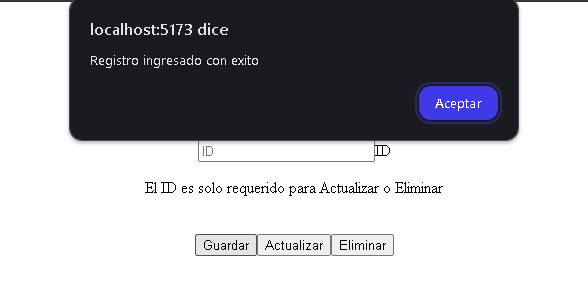 localhost:5173 dice
Registro ingresado con exito
Aceptar
ID ID
El ID es solo requerido para Actualizar o Eliminar
Guardar Actualizar Eliminar